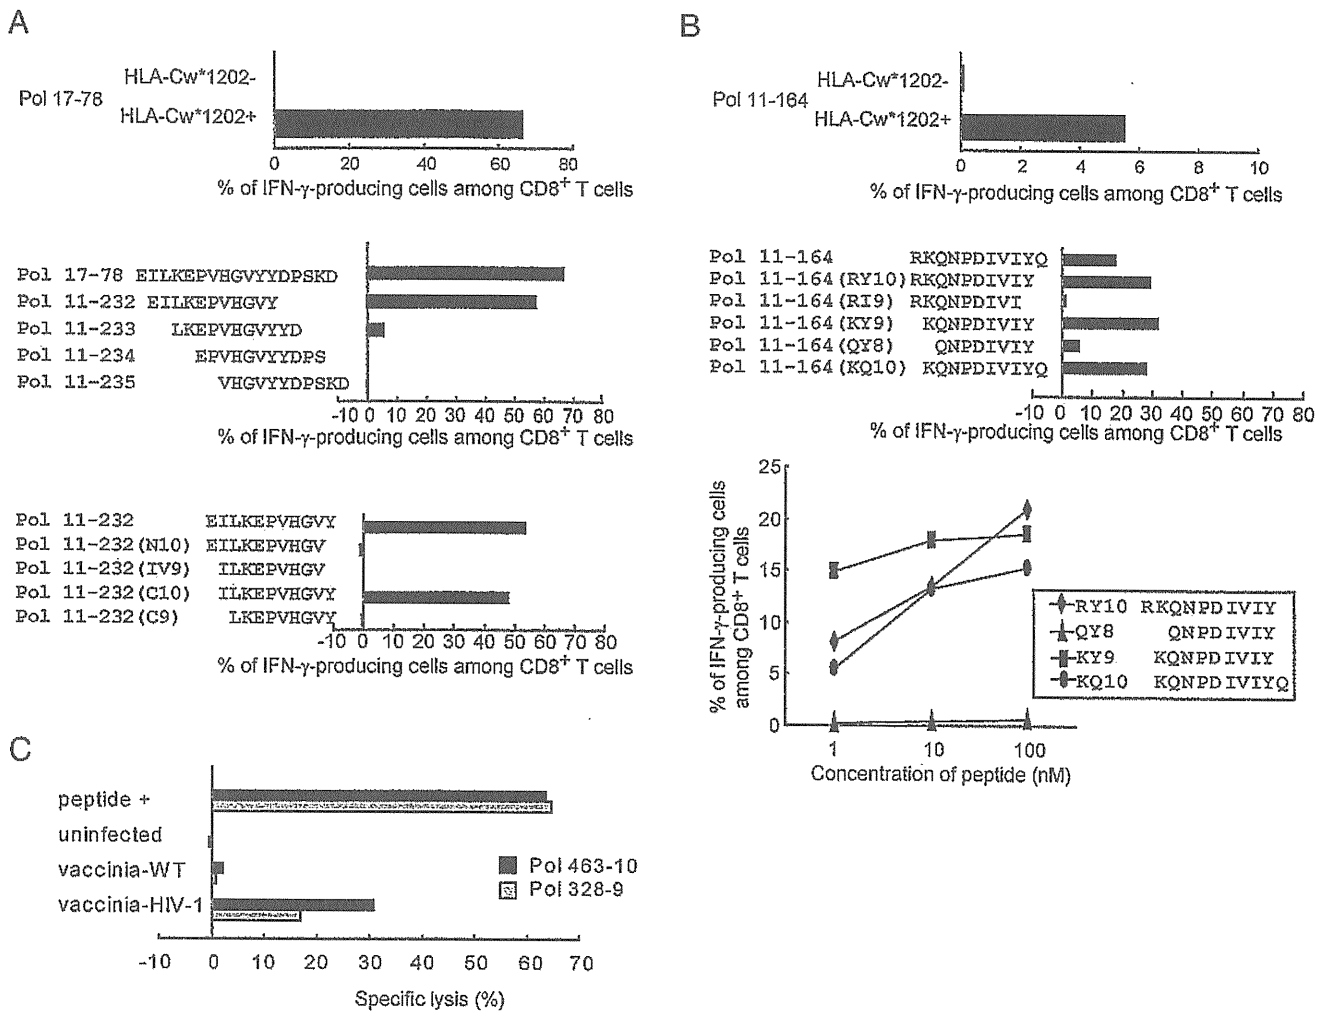 A
HLA-Cw*1202-
Pol 17-78
HLA-Cw*1202+
0 20 40 60 80
% of IFN-γ-producing cells among CD8+ T cells
Pol 17-78 EILKEPVHGVYYDPSKD
Pol 11-232 EILKEPVHGVY
Pol 11-233 LKEPVHGVYYD
Pol 11-234 EPVHGVYYDPS
Pol 11-235 VHGVYYDPSKD
-10 0 10 20 30 40 50 60 70 80
% of IFN-γ-producing cells among CD8+ T cells
Pol 11-232 EILKEPVHGVY
Pol 11-232(N10) EILKEPVHGV
Pol 11-232(IV9) ILKEPVHGV
Pol 11-232(C10) ILKEPVHGVY
Pol 11-232(C9) LKEPVHGVY
-10 0 10 20 30 40 50 60 70 80
% of IFN-γ-producing cells among CD8+ T cells
B
HLA-Cw*1202-
Pol 11-164
HLA-Cw*1202+
0 2 4 6 8 10
% of IFN-γ-producing cells among CD8+ T cells
Pol 11-164 RKQNPDIVIYQ
Pol 11-164(RY10)RKQNPDIVIY
Pol 11-164(RI9) RKQNPDIVI
Pol 11-164(KY9) KQNPDIVIY
Pol 11-164(QY8) QNPDIVIY
Pol 11-164(KQ10) KQNPDIVIYQ
-10 0 10 20 30 40 50 60 70 80
% of IFN-γ-producing cells among CD8+ T cells
% of IFN-γ-producing cells
among CD8+ T cells
25
20
15
10
5
0
1 10 100
Concentration of peptide (nM)
RY10 RKQNPDIVIY
QY8 QNPDIVIY
KY9 KQNPDIVIY
KQ10 KQNPDIVIYQ
C
peptide +
uninfected
vaccinia-WT
vaccinia-HIV-1
Pol 463-10
Pol 328-9
-10 0 10 20 30 40 50 60 70
Specific lysis (%)